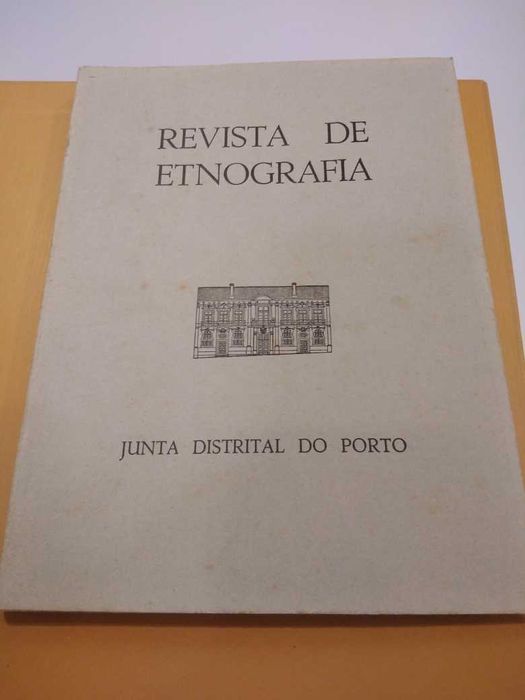 REVISTA DE
ETNOGRAFIA
JUNTA DISTRITAL DO PORTO